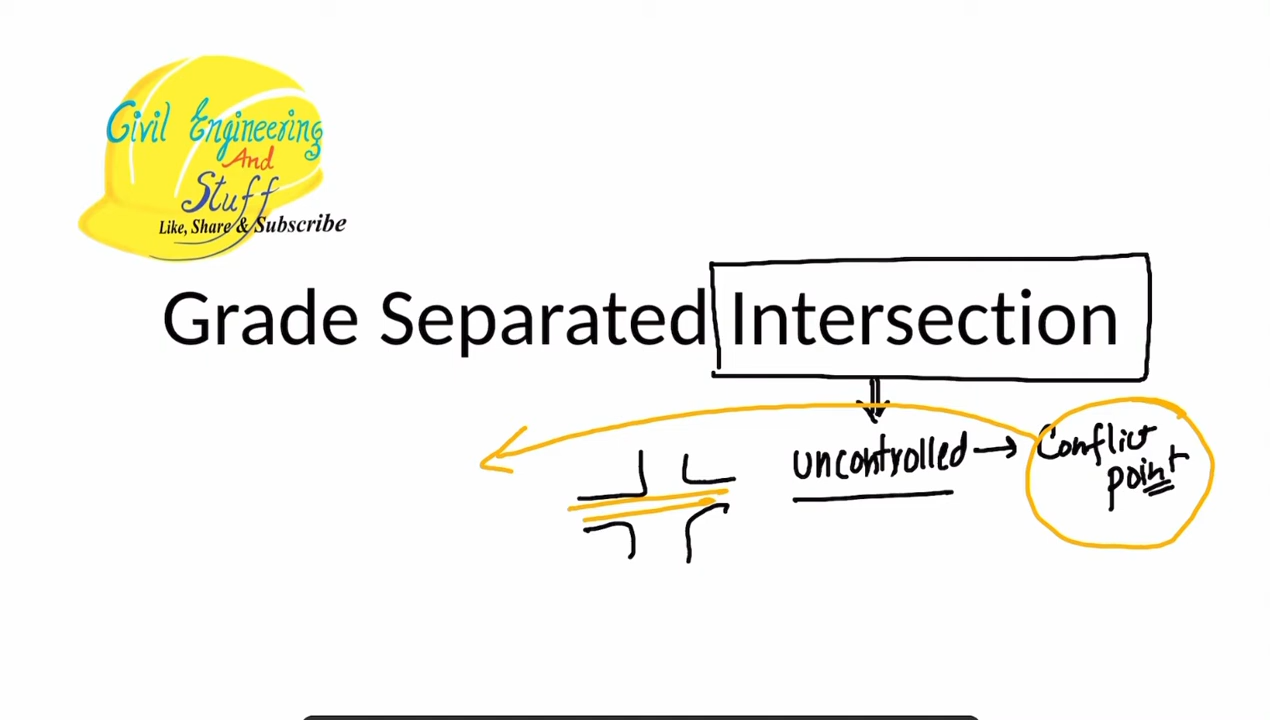 Civil Engineering
And
Stuff
Like, Share & Subscribe
Grade Separated Intersection
uncontrolled → Conflict
point